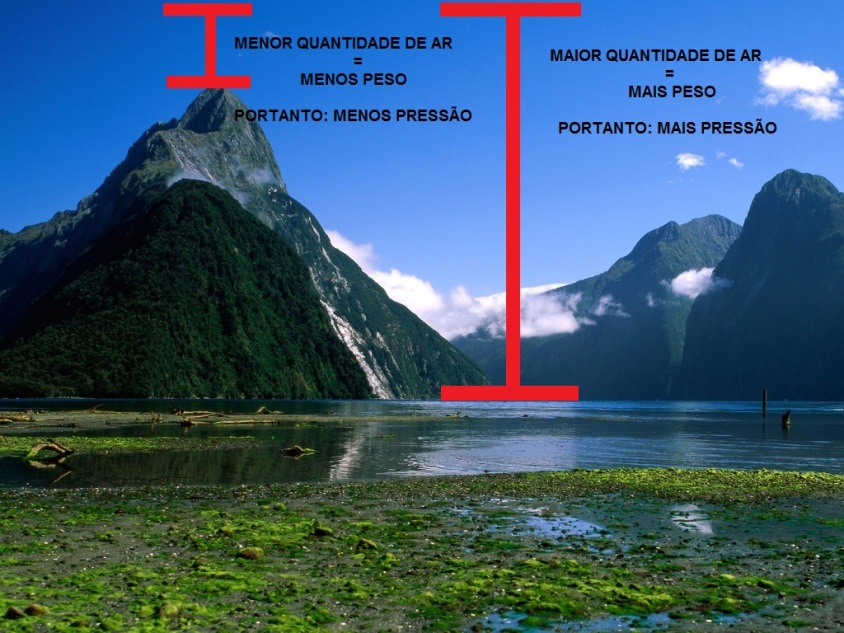 MENOR QUANTIDADE DE AR
=
MENOS PESO
PORTANTO: MENOS PRESSÃO
MAIOR QUANTIDADE DE AR
=
MAIS PESO
PORTANTO: MAIS PRESSÃO